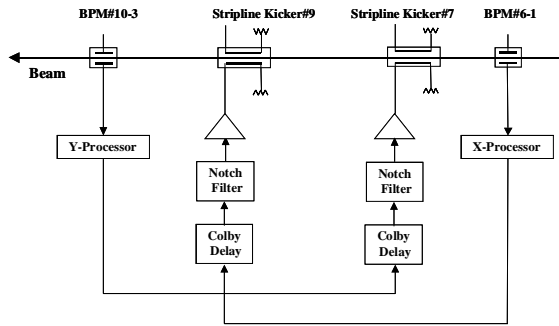 BPM#10-3
Stripline Kicker#9
Stripline Kicker#7
BPM#6-1
Beam
Y-Processor
X-Processor
Notch
Filter
Notch
Filter
Colby
Delay
Colby
Delay